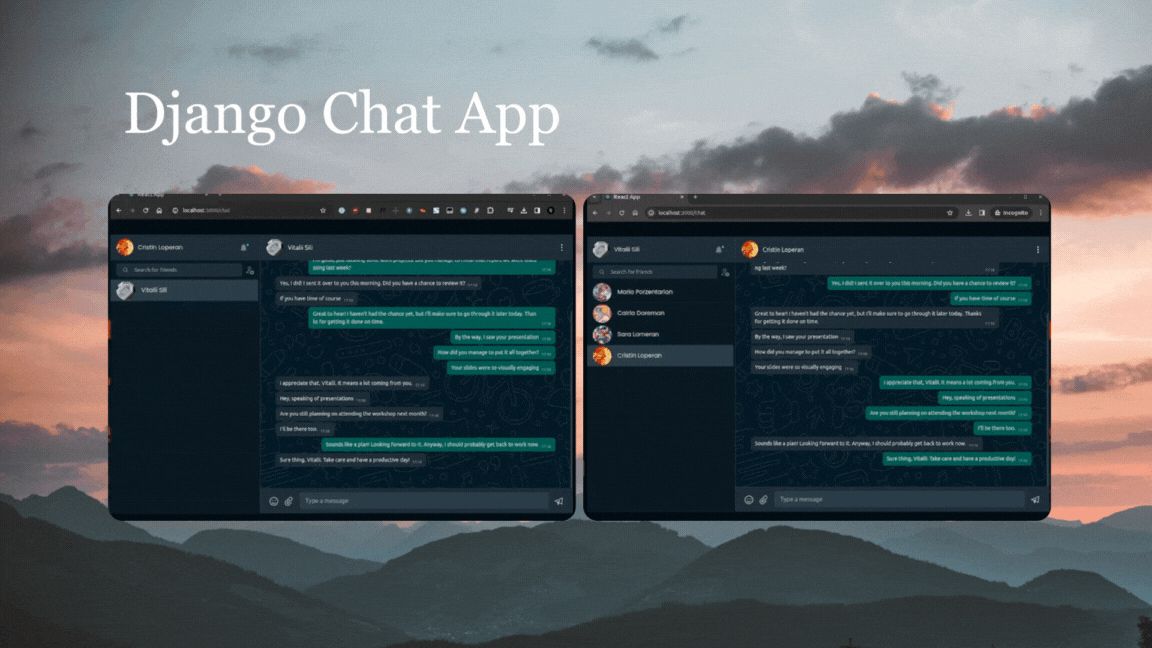 Django Chat App
React App
localhost:3000/chat
Cristin Loperan
Search for friends
Vitalii Sili
Vitalii Sili
ssing last week?
Yes, I did! I sent it over to you this morning. Did you have a chance to review it?
If you have time of course
Great to hear! I haven't had the chance yet, but I'll make sure to go through it later today. Than
ks for getting it done on time.
By the way, I saw your presentation
How did you manage to put it all together?
Your slides were so visually engaging
I appreciate that, Vitalii. It means a lot coming from you.
Hey, speaking of presentations
Are you still planning on attending the workshop next month?
I'll be there too.
Sounds like a plan! Looking forward to it. Anyway, I should probably get back to work now
Sure thing, Vitalii. Take care and have a productive day!
Type a message
React App
localhost:3000/chat
Incognito
Vitalii Sili
Search for friends
Maria Porzentarian
Cairta Doreman
Sara Lomeran
Cristin Loperan
Cristin Loperan
ng last week?
Yes, I did! I sent it over to you this morning. Did you have a chance to review it?
If you have time of course
Great to hear! I haven't had the chance yet, but I'll make sure to go through it later today. Thanks
for getting it done on time.
By the way, I saw your presentation
How did you manage to put it all together?
Your slides were so visually engaging
I appreciate that, Vitalii. It means a lot coming from you.
Hey, speaking of presentations
Are you still planning on attending the workshop next month?
I'll be there too.
Sounds like a plan! Looking forward to it. Anyway, I should probably get back to work now
Sure thing, Vitalii. Take care and have a productive day!
Type a message